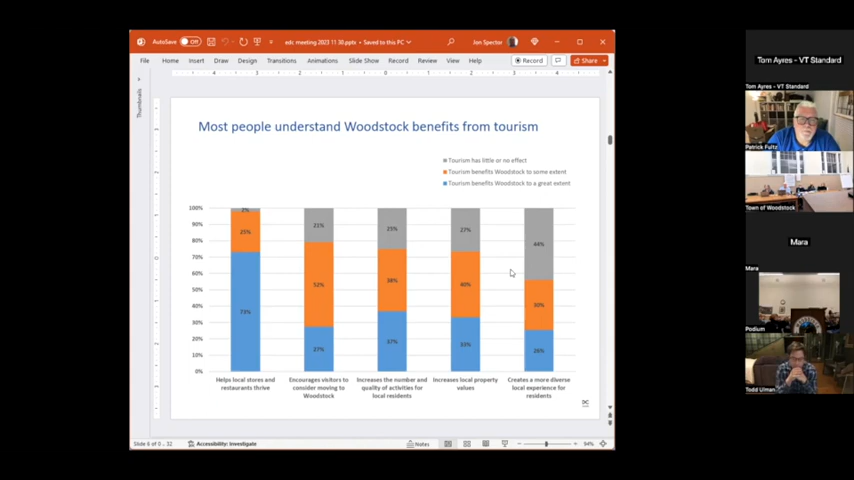 AutoSave Off
edc meeting 2023 11 30.pptx • Saved to this PC
Jon Spector
File Home Insert Draw Design Transitions Animations Slide Show Record Review View Help
Record Share
Thumbnails
Most people understand Woodstock benefits from tourism
Tourism has little or no effect
Tourism benefits Woodstock to some extent
Tourism benefits Woodstock to a great extent
100%
90%
80%
70%
60%
50%
40%
30%
20%
10%
0%
2%
25%
73%
21%
52%
27%
25%
38%
37%
27%
40%
33%
44%
30%
26%
Helps local stores and
restaurants thrive
Encourages visitors to
consider moving to
Woodstock
Increases the number and
quality of activities for
local residents
Increases local property
values
Creates a more diverse
local experience for
residents
Slide 6 of 0 .. 32
Accessibility: Investigate
Notes
94%
Tom Ayres - VT Standard
Tom Ayres - VT Standard
Patrick Fultz
Town of Woodstock
Mara
Mara
Podium
Todd Ulman